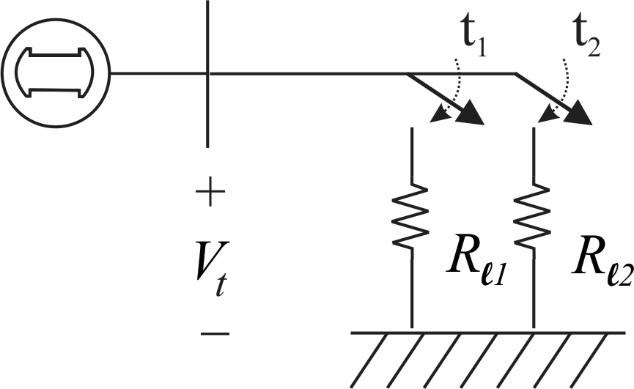 t₁ t₂
+
Vₜ
−
Rℓ1 Rℓ2